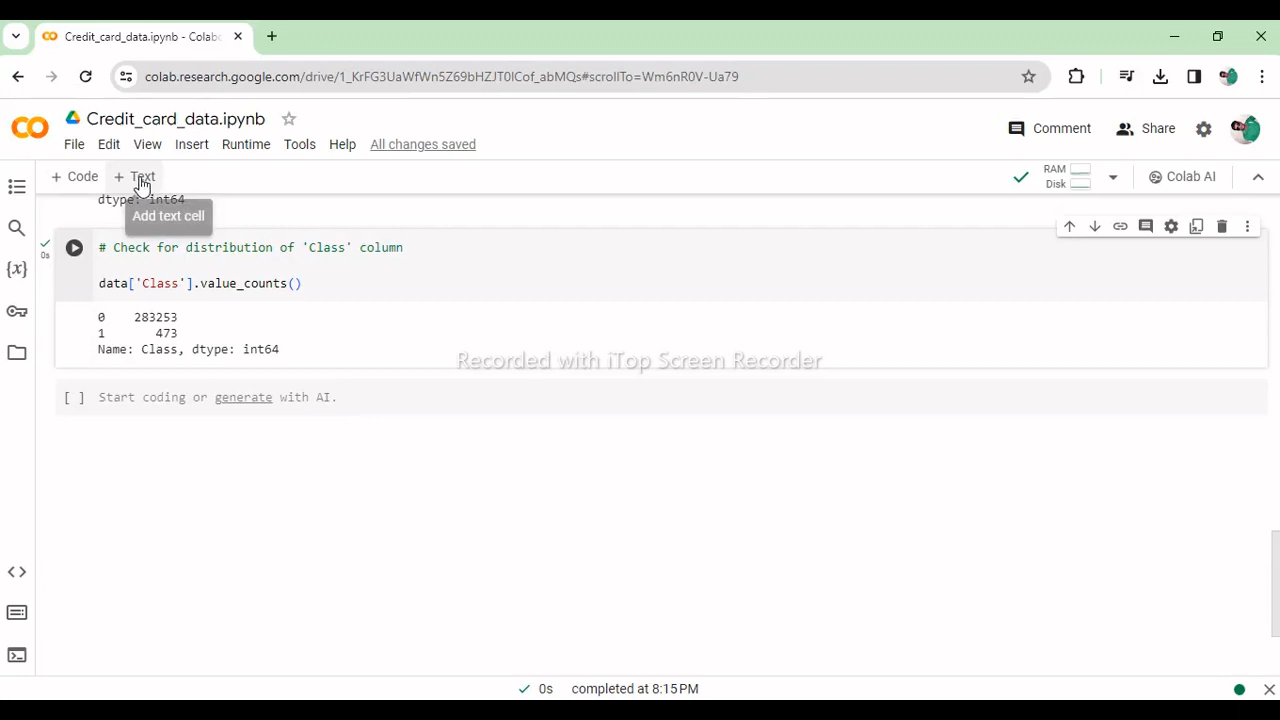 Credit_card_data.ipynb - Colab
colab.research.google.com/drive/1_KrFG3UaWfWn5Z69bHZJT0ICof_abMQs#scrollTo=Wm6nR0V-Ua79
Credit_card_data.ipynb
File Edit View Insert Runtime Tools Help All changes saved
Comment Share
+ Code + Text
RAM
Disk
Colab AI
dtype: int64
Add text cell
0s
# Check for distribution of 'Class' column
data['Class'].value_counts()
0 283253
1 473
Name: Class, dtype: int64
Recorded with iTop Screen Recorder
[ ] Start coding or generate with AI.
0s completed at 8:15 PM